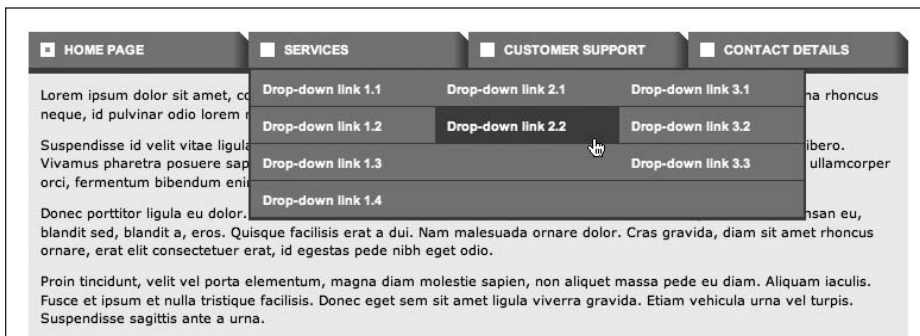 HOME PAGE SERVICES CUSTOMER SUPPORT CONTACT DETAILS
Drop-down link 1.1 Drop-down link 2.1 Drop-down link 3.1
Drop-down link 1.2 Drop-down link 2.2 Drop-down link 3.2
Drop-down link 1.3 Drop-down link 3.3
Drop-down link 1.4
Lorem ipsum dolor sit amet, rhoncus
neque, id pulvinar odio lorem
Suspendisse id velit vitae
Vivamus pharetra posuere ullamcorper
orci, fermentum bibendum
Donec porttitor ligula eu dolor. eu,
blandit sed, blandit a, eros. Quisque facilisis erat a dui. Nam malesuada ornare dolor. Cras gravida, diam sit amet rhoncus
ornare, erat elit consectetuer erat, id egestas pede nibh eget odio.
Proin tincidunt, velit vel porta elementum, magna diam molestie sapien, non aliquet massa pede eu diam. Aliquam iaculis.
Fusce et ipsum et nulla tristique facilisis. Donec eget sem sit amet ligula viverra gravida. Etiam vehicula urna vel turpis.
Suspendisse sagittis ante a urna.